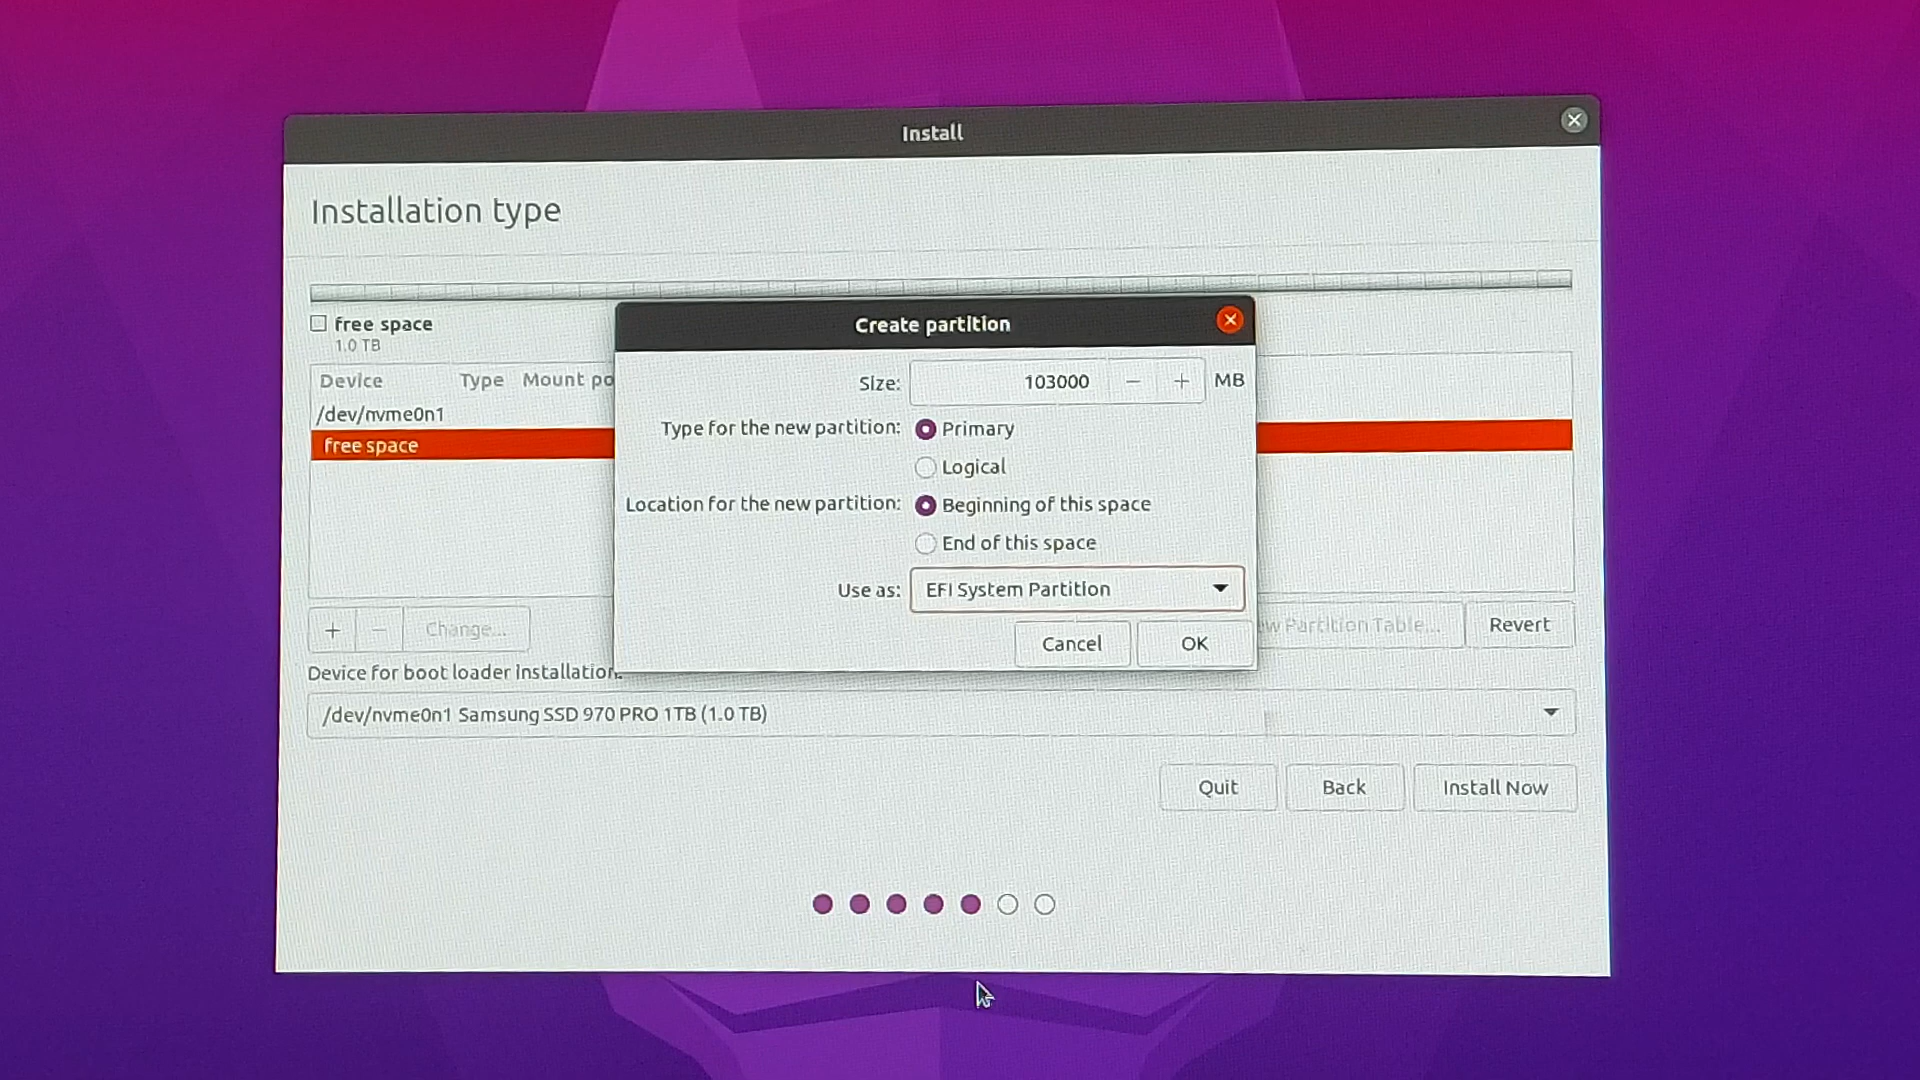 Install
Installation type
free space
1.0 TB
Device Type Mount po
/dev/nvme0n1
free space
Create partition
Size: 103000 − + MB
Type for the new partition: Primary
Logical
Location for the new partition: Beginning of this space
End of this space
Use as: EFI System Partition
Cancel OK
+ − Change... ew Partition Table... Revert
Device for boot loader installation:
/dev/nvme0n1 Samsung SSD 970 PRO 1TB (1.0 TB)
Quit Back Install Now